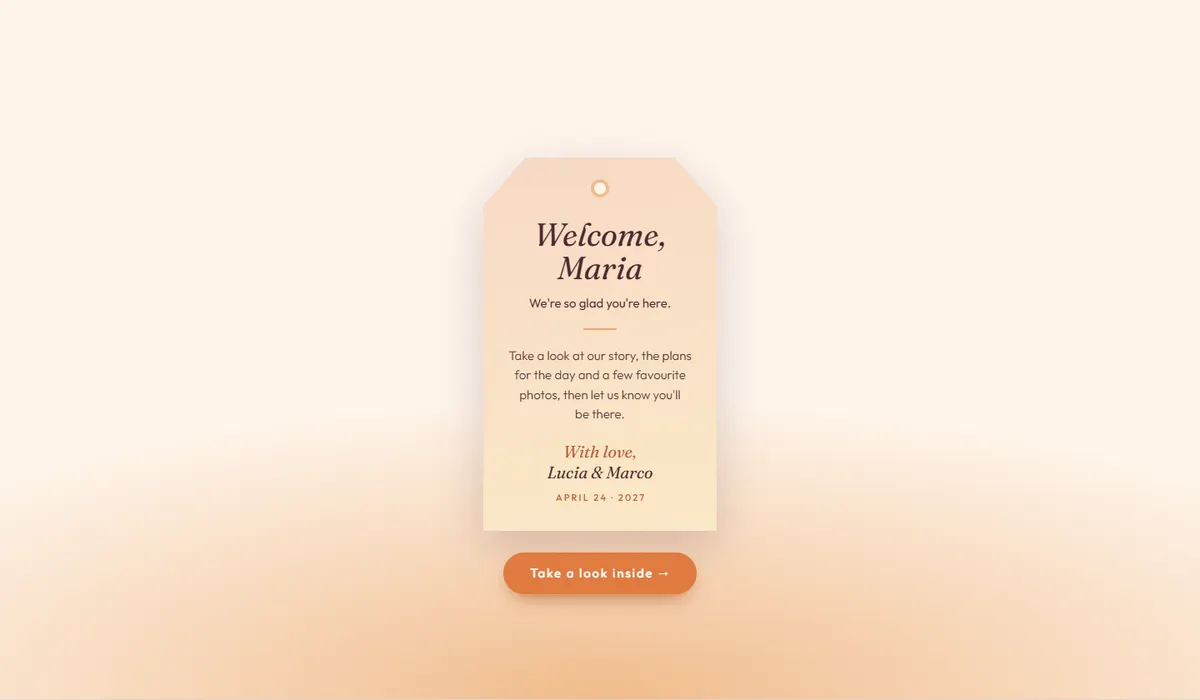 Welcome,
Maria
We're so glad you're here.
Take a look at our story, the plans
for the day and a few favourite
photos, then let us know you'll
be there.
With love,
Lucia & Marco
APRIL 24 · 2027
Take a look inside →